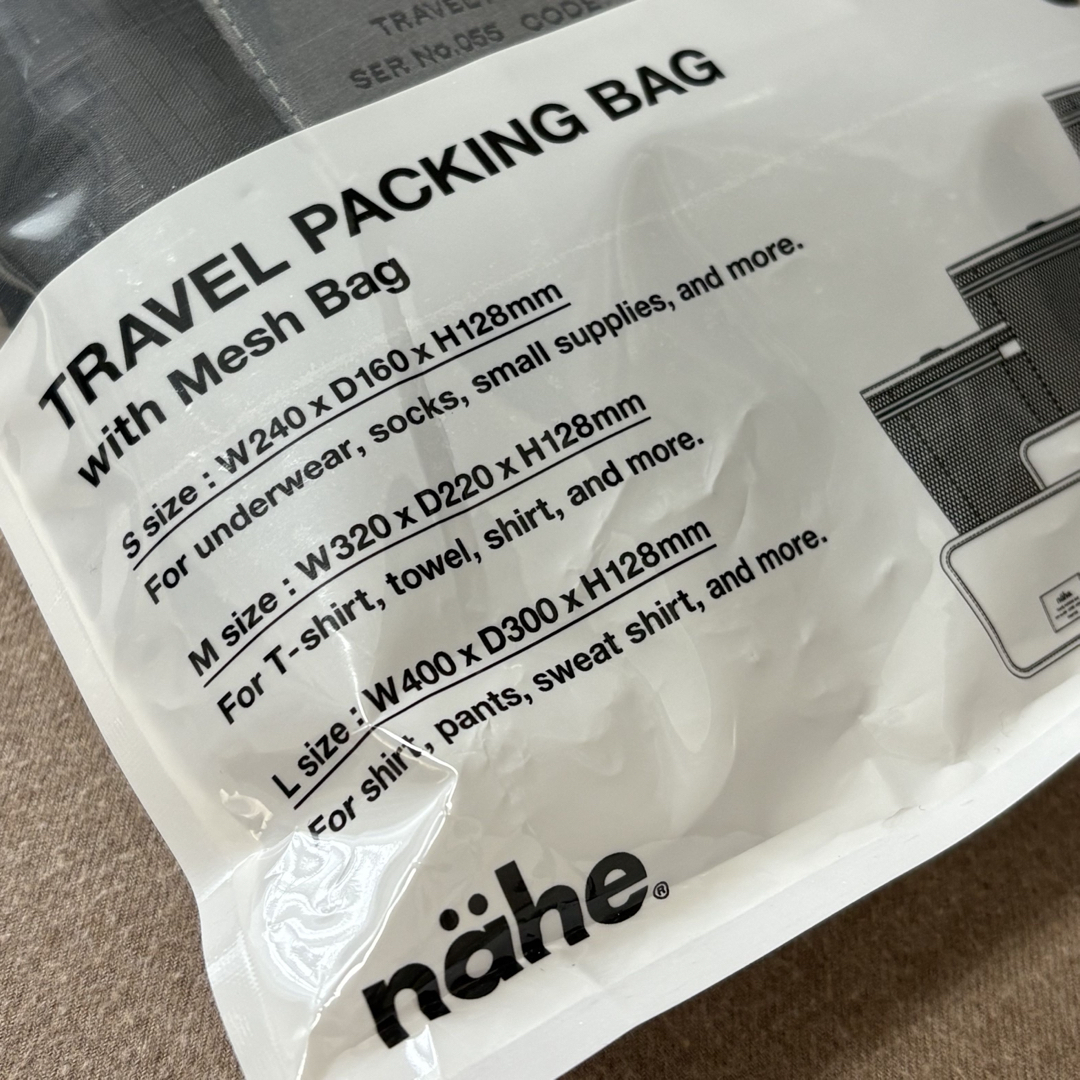 TRAVEL
SER No.055 CODE
TRAVEL PACKING BAG
with Mesh Bag
S size : W240 x D160 x H128mm
For underwear, socks, small supplies, and more.
M size : W320 x D220 x H128mm
For T-shirt, towel, shirt, and more.
L size : W400 x D300 x H128mm
For shirt, pants, sweat shirt, and more.
nähe®